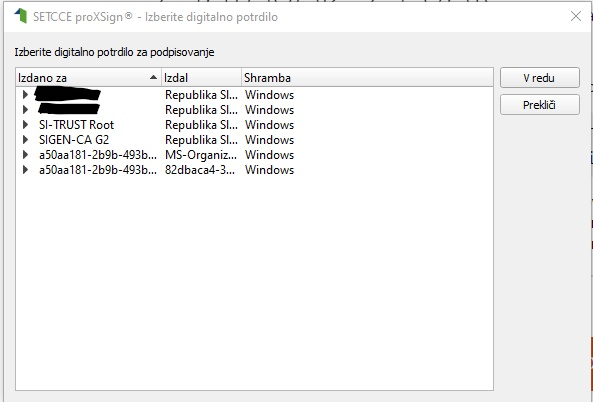 SETCCE proXSign® - Izberite digitalno potrdilo
Izberite digitalno potrdilo za podpisovanje
Izdano za Izdal Shramba
V redu
Republika Sl... Windows
Prekliči
Republika Sl... Windows
SI-TRUST Root Republika Sl... Windows
SIGEN-CA G2 Republika Sl... Windows
a50aa181-2b9b-493b... MS-Organiz... Windows
a50aa181-2b9b-493b... 82dbaca4-3... Windows